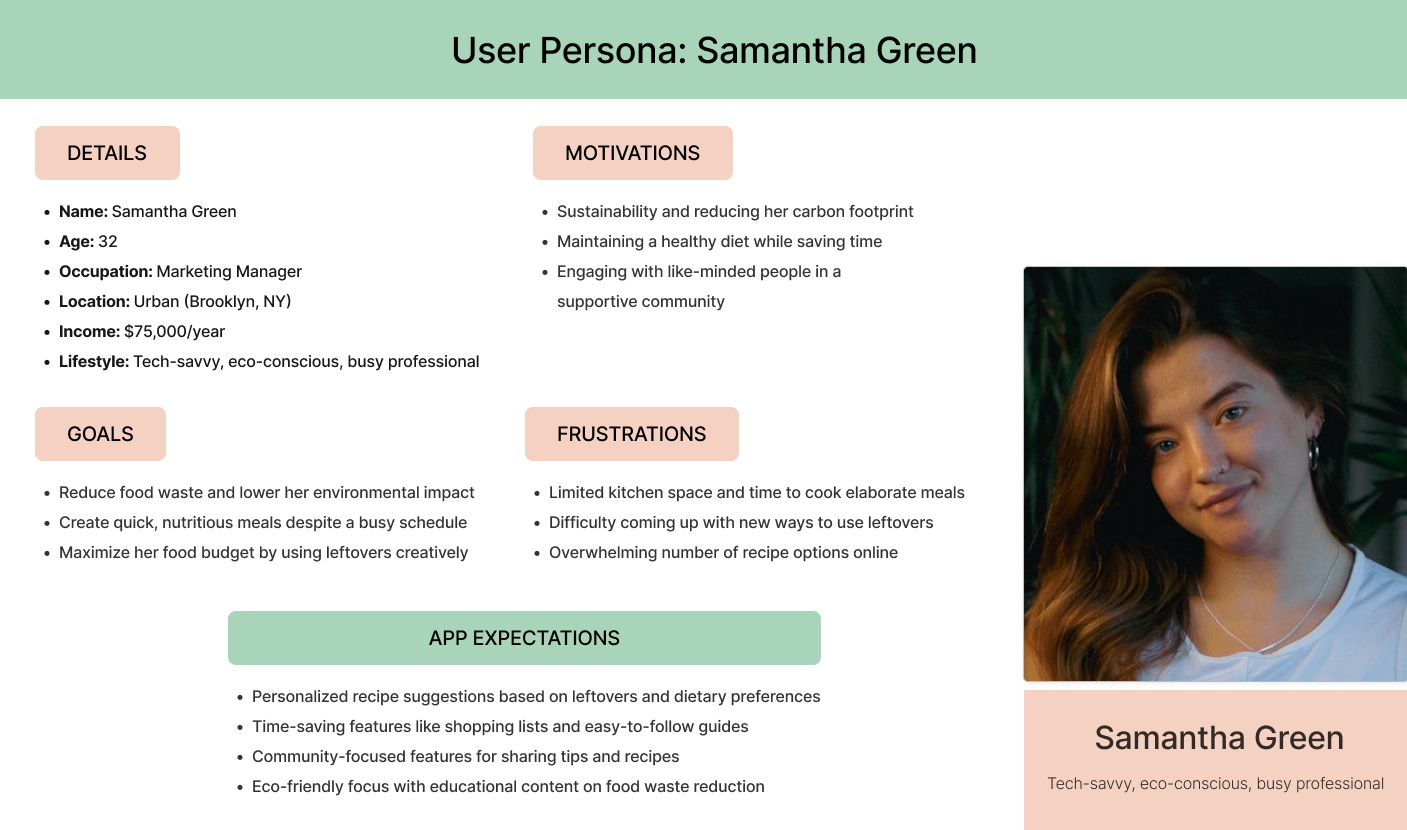 User Persona: Samantha Green
DETAILS
• Name: Samantha Green
• Age: 32
• Occupation: Marketing Manager
• Location: Urban (Brooklyn, NY)
• Income: $75,000/year
• Lifestyle: Tech-savvy, eco-conscious, busy professional
MOTIVATIONS
• Sustainability and reducing her carbon footprint
• Maintaining a healthy diet while saving time
• Engaging with like-minded people in a
supportive community
GOALS
• Reduce food waste and lower her environmental impact
• Create quick, nutritious meals despite a busy schedule
• Maximize her food budget by using leftovers creatively
FRUSTRATIONS
• Limited kitchen space and time to cook elaborate meals
• Difficulty coming up with new ways to use leftovers
• Overwhelming number of recipe options online
APP EXPECTATIONS
• Personalized recipe suggestions based on leftovers and dietary preferences
• Time-saving features like shopping lists and easy-to-follow guides
• Community-focused features for sharing tips and recipes
• Eco-friendly focus with educational content on food waste reduction
Samantha Green
Tech-savvy, eco-conscious, busy professional